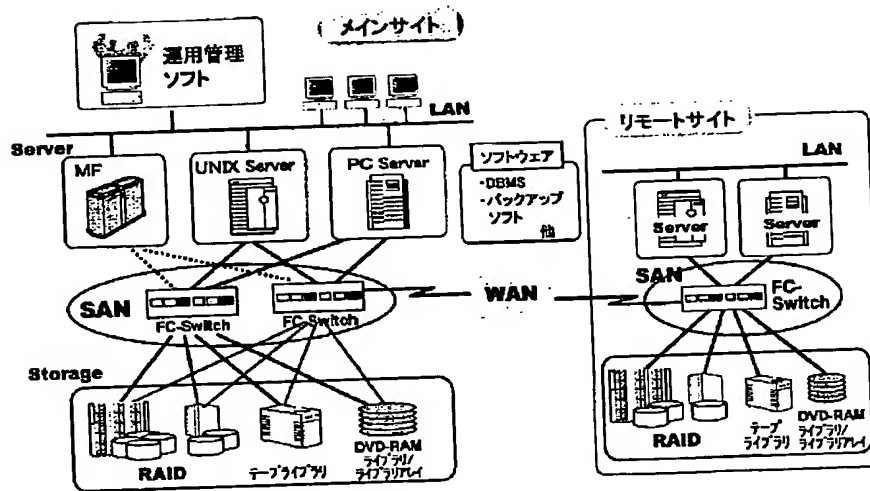 メインサイト
運用管理
ソフト
LAN
Server
MF
UNIX Server
PC Server
ソフトウェア
・DBMS
・バックアップ
ソフト
他
リモートサイト
LAN
Server
Server
SAN
FC-Switch
FC-Switch
WAN
SAN
FC-
Switch
Storage
RAID
テープライブラリ
DVD-RAM
ライブラリ/
ライブラリアレイ
RAID
テープ
ライブラリ
DVD-RAM
ライブラリ/
ライブラリアレイ